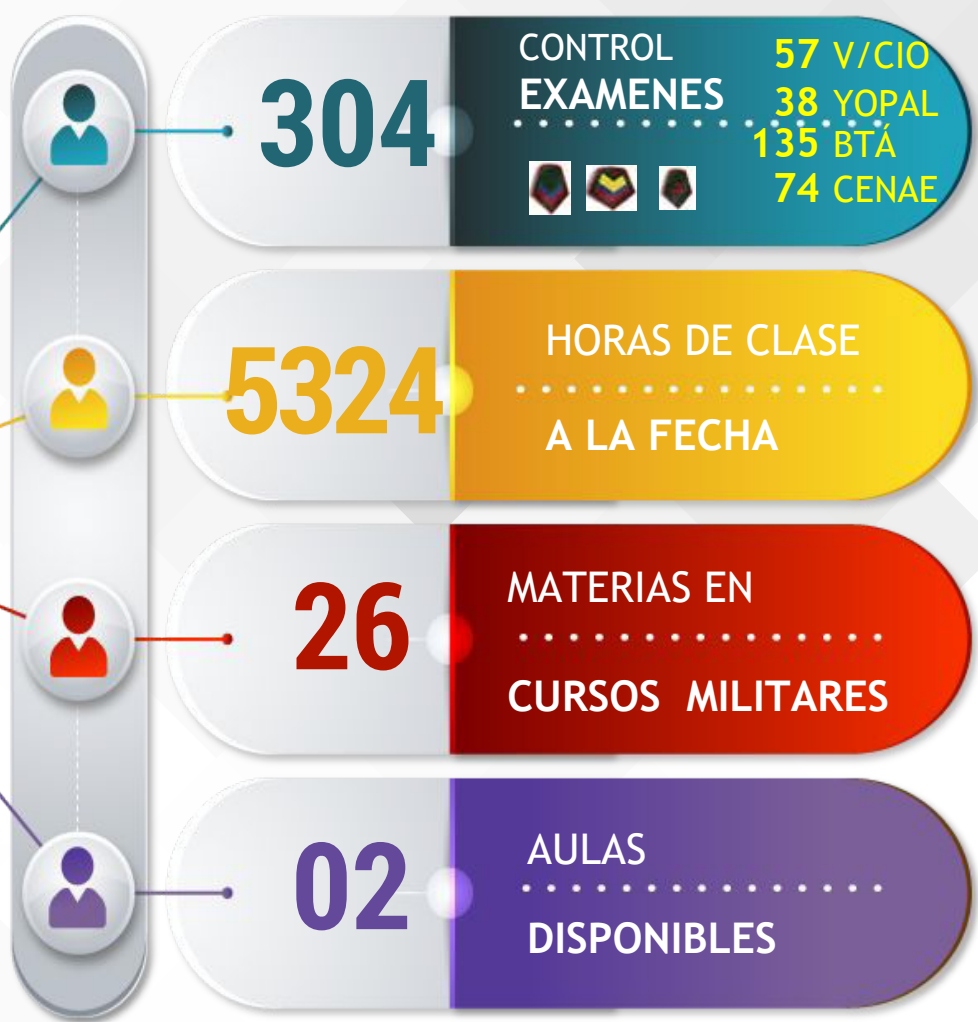 304
CONTROL
EXAMENES
57 V/CIO
38 YOPAL
135 BTÁ
74 CENAE
5324
HORAS DE CLASE
A LA FECHA
26
MATERIAS EN
CURSOS MILITARES
02
AULAS
DISPONIBLES